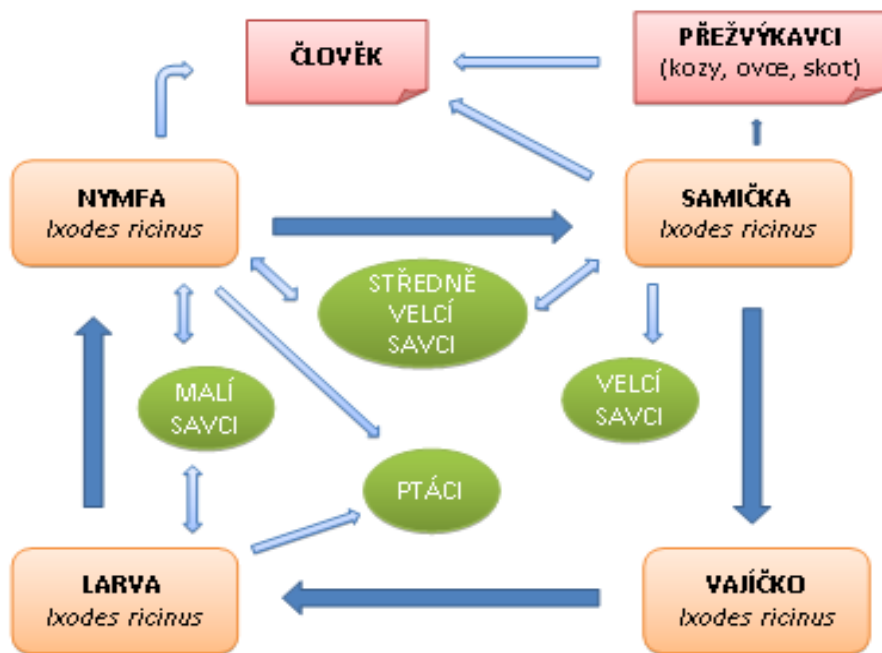 ČLOVĚK
PŘEŽVÝKAVCI
(kozy, ovce, skot)
NYMFA
Ixodes ricinus
SAMIČKA
Ixodes ricinus
STŘEDNĚ
VELCÍ
SAVCI
MALÍ
SAVCI
VELCÍ
SAVCI
PTÁCI
LARVA
Ixodes ricinus
VAJÍČKO
Ixodes ricinus